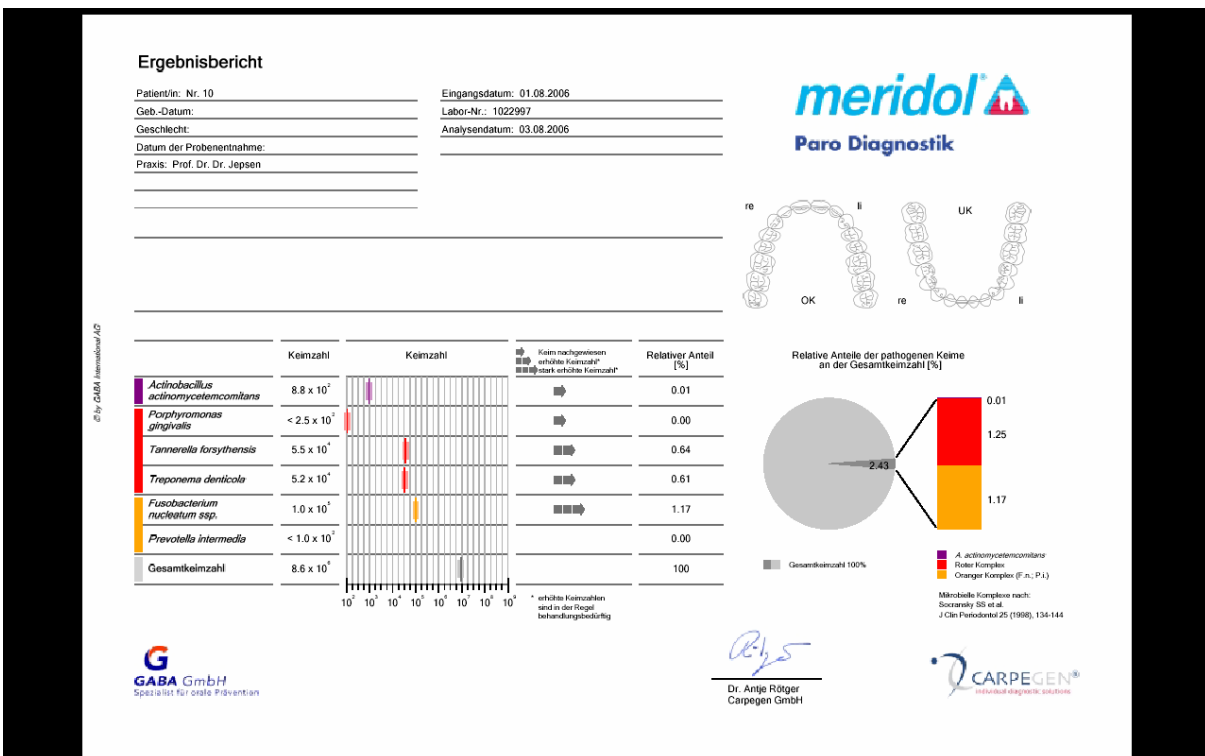 Ergebnisbericht
Patient/in: Nr. 10
Geb.-Datum:
Geschlecht:
Datum der Probenentnahme:
Praxis: Prof. Dr. Dr. Jepsen
Eingangsdatum: 01.08.2006
Labor-Nr.: 1022997
Analysendatum: 03.08.2006
meridol®
Paro Diagnostik
re li
OK
UK
re li
© by GABA International AG
Keimzahl
Keimzahl
Keim nachgewiesen
erhöhte Keimzahl*
stark erhöhte Keimzahl*
Relativer Anteil
[%]
Actinobacillus
actinomycetemcomitans
8.8 x 10²
0.01
Porphyromonas
gingivalis
< 2.5 x 10²
0.00
Tannerella forsythensis
5.5 x 10⁴
0.64
Treponema denticola
5.2 x 10⁴
0.61
Fusobacterium
nucleatum ssp.
1.0 x 10⁵
1.17
Prevotella intermedia
< 1.0 x 10²
0.00
Gesamtkeimzahl
8.6 x 10⁶
100
10² 10³ 10⁴ 10⁵ 10⁶ 10⁷ 10⁸ 10⁹
* erhöhte Keimzahlen
sind in der Regel
behandlungsbedürftig
Relative Anteile der pathogenen Keime
an der Gesamtkeimzahl [%]
2.43
0.01
1.25
1.17
Gesamtkeimzahl 100%
A. actinomycetemcomitans
Roter Komplex
Oranger Komplex (F.n.; P.i.)
Mikrobielle Komplexe nach:
Socransky SS et al.
J Clin Periodontol 25 (1998), 134-144
GABA GmbH
Spezialist für orale Prävention
Dr. Antje Rötger
Carpegen GmbH
CARPEGEN®
individual diagnostic solutions